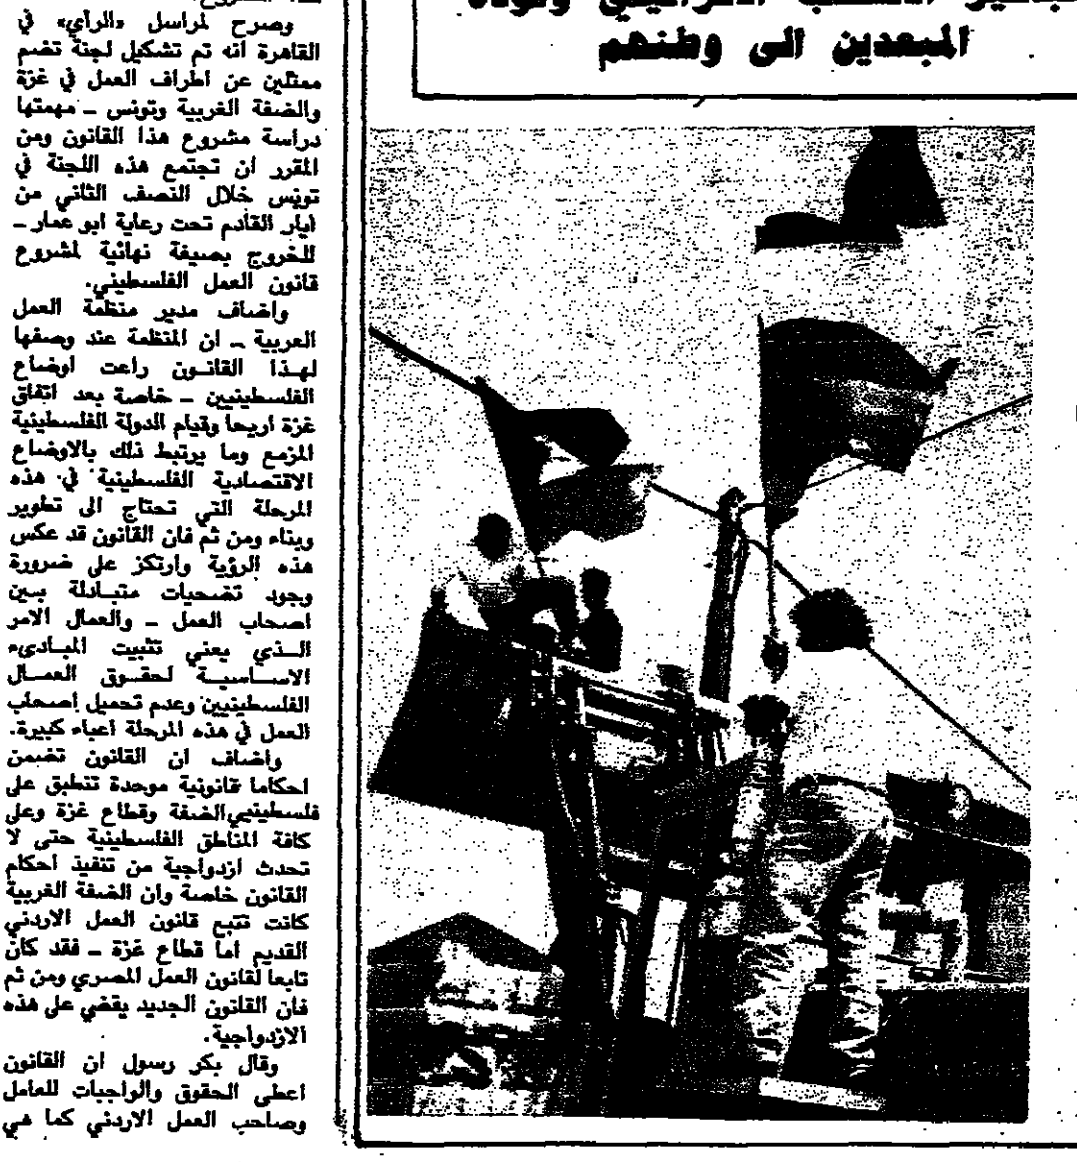 المبعدين الى وطنهم
وصرح لمراسل «الرأي» في
القاهرة انه تم تشكيل لجنة تضم
ممثلين عن اطراف العمل في غزة
والضفة الغربية وتونس ـ مهمتها
دراسة مشروع هذا القانون ومن
المقرر ان تجتمع هذه اللجنة في
تونس خلال النصف الثاني من
ايار القادم تحت رعاية ابو عمار ـ
للخروج بصيغة نهائية لمشروع
قانون العمل الفلسطيني.
واضاف مدير منظمة العمل
العربية ـ ان المنظمة عند وصفها
لهذا القانون راعت اوضاع
الفلسطينيين ـ خاصة بعد اتفاق
غزة اريحا وقيام الدولة الفلسطينية
المزمع وما يرتبط ذلك بالاوضاع
الاقتصادية الفلسطينية في هذه
المرحلة التي تحتاج الى تطوير
وبناء ومن ثم فان القانون قد عكس
هذه الرؤية وارتكز على ضرورة
وجود تضحيات متبادلة بين
اصحاب العمل ـ والعمال الامر
الذي يعني تثبيت المبادىء
الاساسية لحقوق العمال
الفلسطينيين وعدم تحميل اصحاب
العمل في هذه المرحلة اعباء كبيرة.
واضاف ان القانون تضمن
احكاما قانونية موحدة تنطبق على
فلسطينيي الضفة وقطاع غزة وعلى
كافة المناطق الفلسطينية حتى لا
تحدث ازدواجية من تنفيذ احكام
القانون خاصة وان الضفة الغربية
كانت تتبع قانون العمل الاردني
القديم اما قطاع غزة ـ فقد كان
تابعا لقانون العمل المصري ومن ثم
فان القانون الجديد يقضي على هذه
الازدواجية.
وقال بكر رسول ان القانون
اعطى الحقوق والواجبات للعامل
وصاحب العمل الاردني كما هي